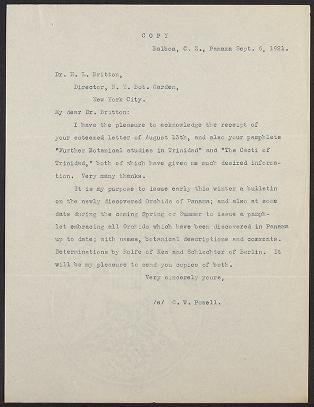 COPY
Balboa, C. Z., Panama Sept. 6, 1921.
Dr. N. L. Britton,
Director, N. Y. Bot. Garden,
New York City.
My dear Dr. Britton:
I have the pleasure to acknowledge the receipt of
your esteemed letter of August 13th, and also your pamphlets
"Further Botanical studies in Trinidad" and "The Cacti of
Trinidad," both of which have given me much desired informa-
tion. Very many thanks.
It is my purpose to issue early this winter a bulletin
on the newly discovered Orchids of Panama; and also at some
date during the coming Spring or Summer to issue a pamph-
let embracing all Orchids which have been discovered in Panama
up to date; with names, botanical descriptions and comments.
Determinations by Rolfe of Kew and Schlechter of Berlin. It
will be my pleasure to send you copies of both.
Very sincerely yours,
/s/ C. W. Powell.